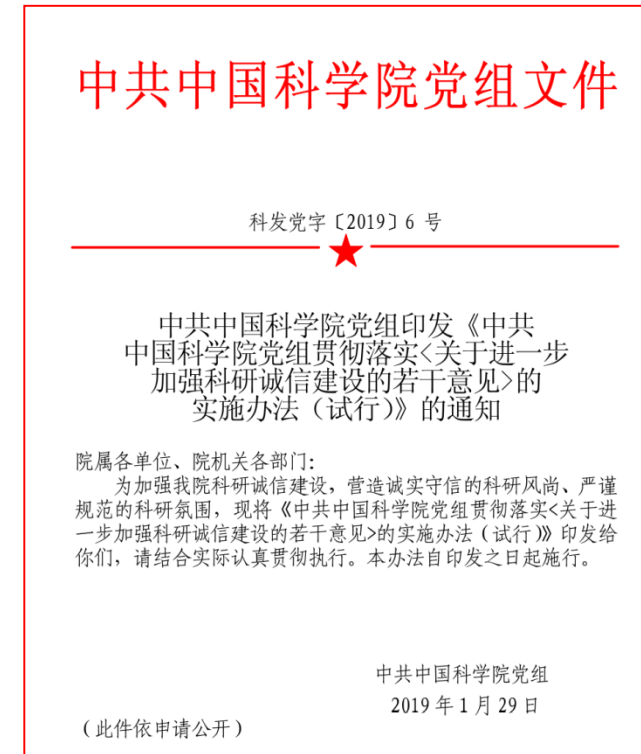 中共中国科学院党组文件
科发党字〔2019〕6 号
中共中国科学院党组印发《中共
中国科学院党组贯彻落实<关于进一步
加强科研诚信建设的若干意见>的
实施办法（试行）》的通知
院属各单位、院机关各部门：
为加强我院科研诚信建设，营造诚实守信的科研风尚、严谨
规范的科研氛围，现将《中共中国科学院党组贯彻落实<关于进
一步加强科研诚信建设的若干意见>的实施办法（试行）》印发给
你们，请结合实际认真贯彻执行。本办法自印发之日起施行。
中共中国科学院党组
2019 年 1 月 29 日
（此件依申请公开）